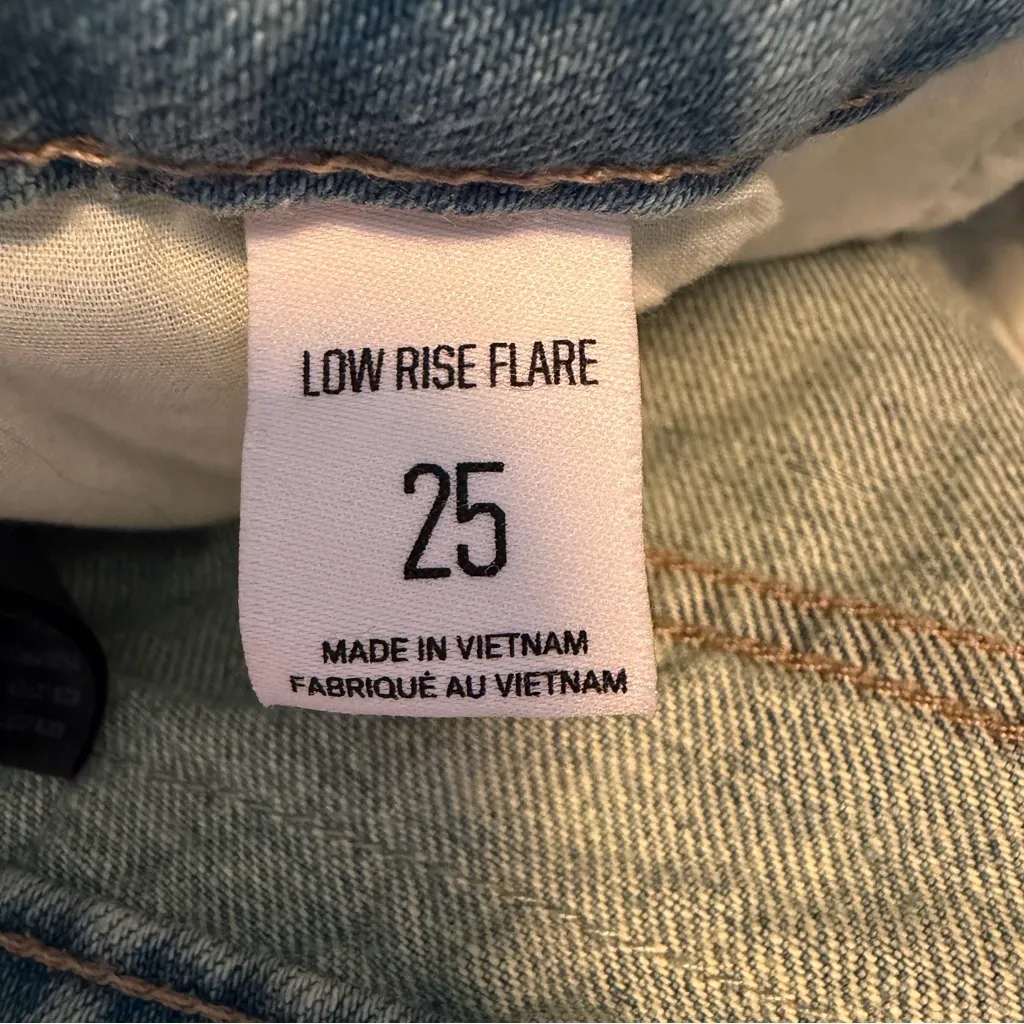 LOW RISE FLARE
25
MADE IN VIETNAM
FABRIQUÉ AU VIETNAM